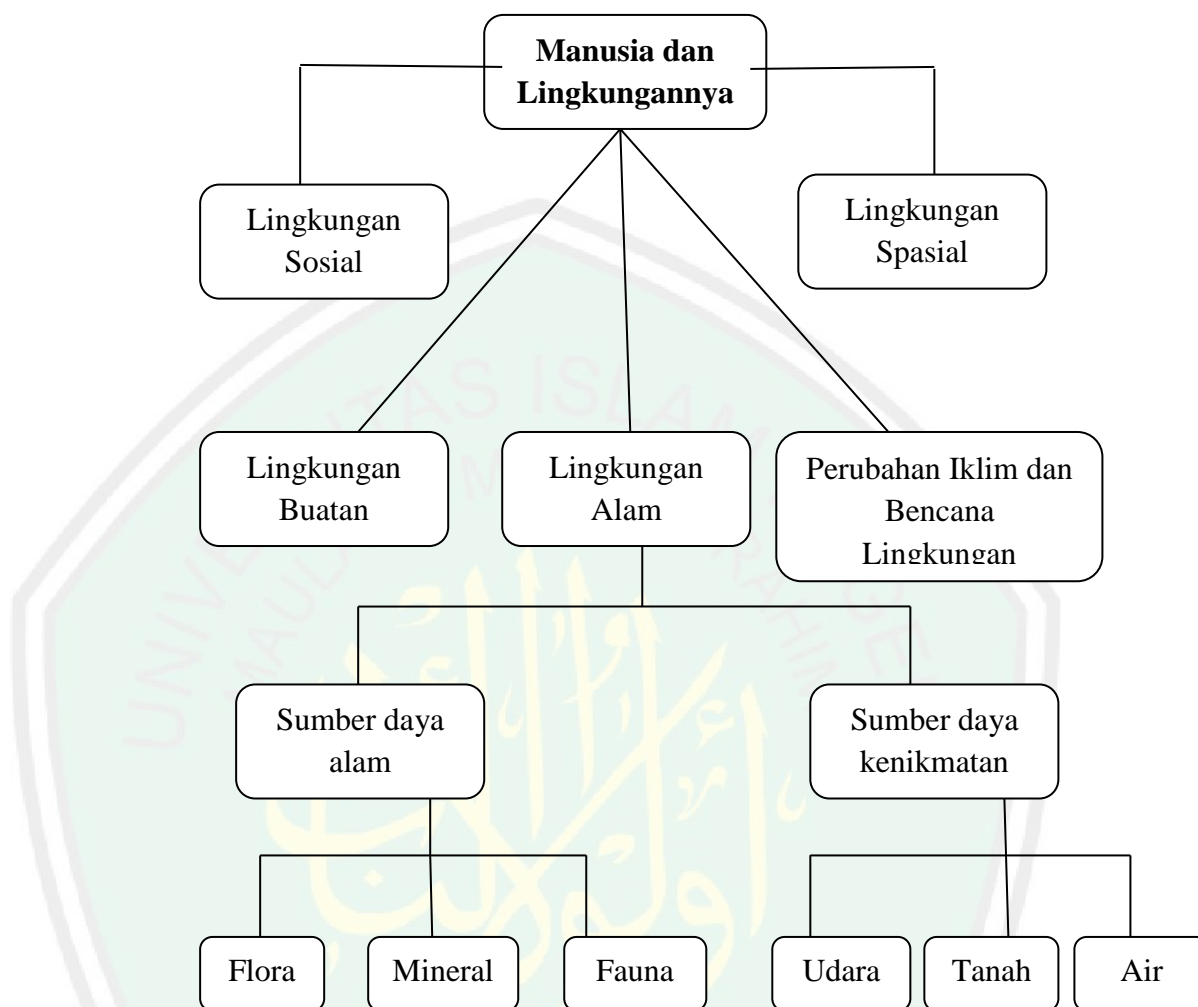 Manusia dan
Lingkungannya
Lingkungan
Sosial
Lingkungan
Spasial
Lingkungan
Buatan
Lingkungan
Alam
Perubahan Iklim dan
Bencana
Lingkungan
Sumber daya
alam
Sumber daya
kenikmatan
Flora
Mineral
Fauna
Udara
Tanah
Air